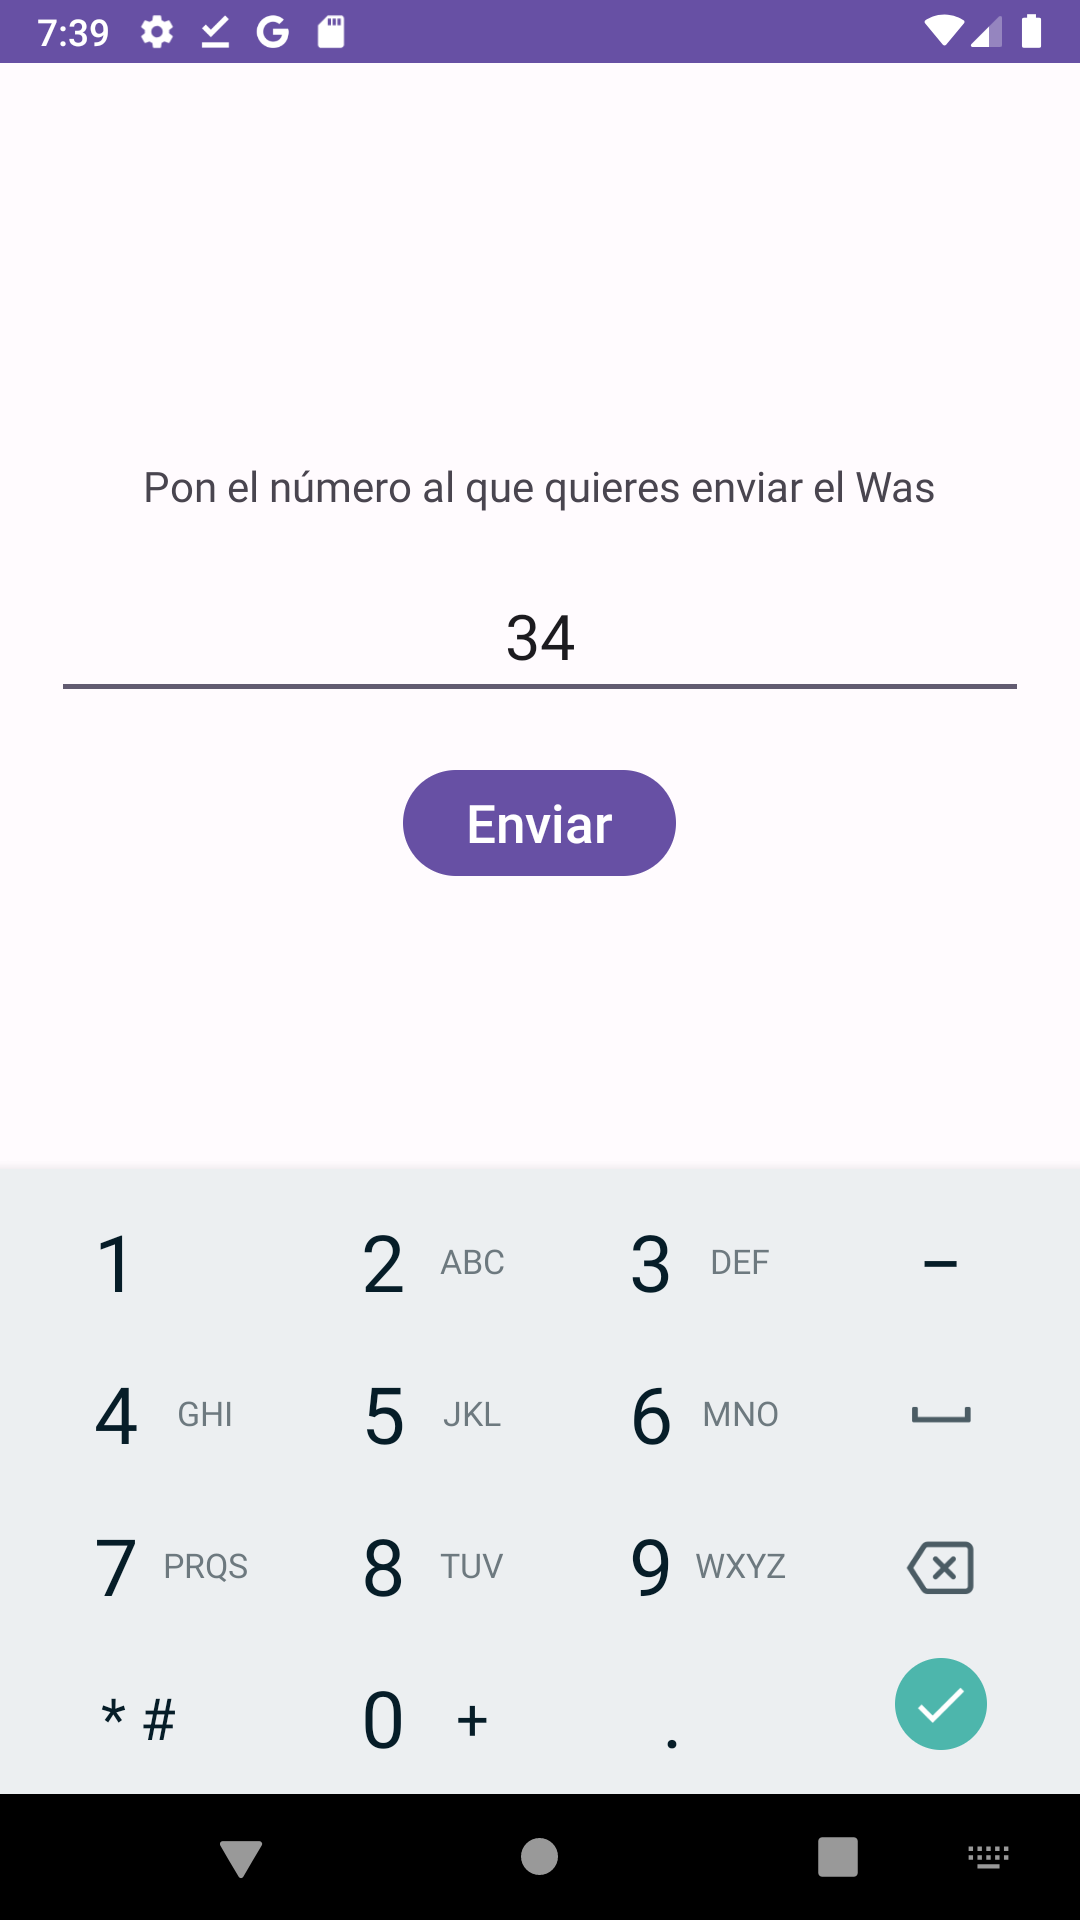 7:39
Pon el número al que quieres enviar el Was
34
Enviar
1 2 ABC 3 DEF –
4 GHI 5 JKL 6 MNO
7 PRQS 8 TUV 9 WXYZ
* # 0 + .